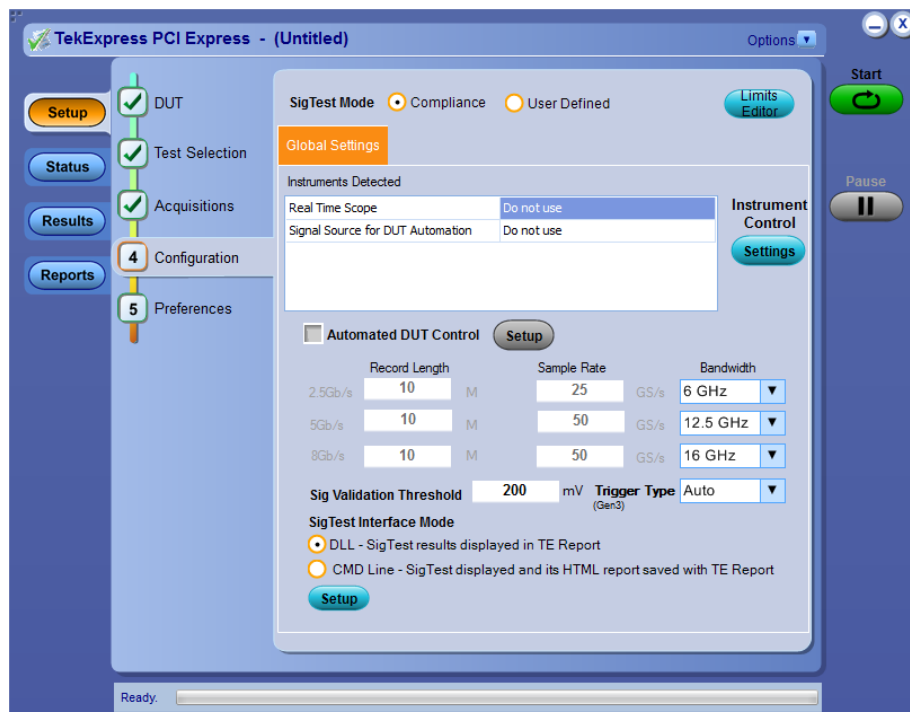 TekExpress PCI Express - (Untitled)
Options
Start
Setup
Status
Results
Reports
DUT
Test Selection
Acquisitions
4 Configuration
5 Preferences
SigTest Mode Compliance User Defined
Limits
Editor
Global Settings
Instruments Detected
Real Time Scope Do not use
Signal Source for DUT Automation Do not use
Instrument
Control
Settings
Pause
Automated DUT Control Setup
Record Length Sample Rate Bandwidth
2.5Gb/s 10 M 25 GS/s 6 GHz
5Gb/s 10 M 50 GS/s 12.5 GHz
8Gb/s 10 M 50 GS/s 16 GHz
Sig Validation Threshold 200 mV Trigger Type Auto
(Gen3)
SigTest Interface Mode
DLL - SigTest results displayed in TE Report
CMD Line - SigTest displayed and its HTML report saved with TE Report
Setup
Ready.